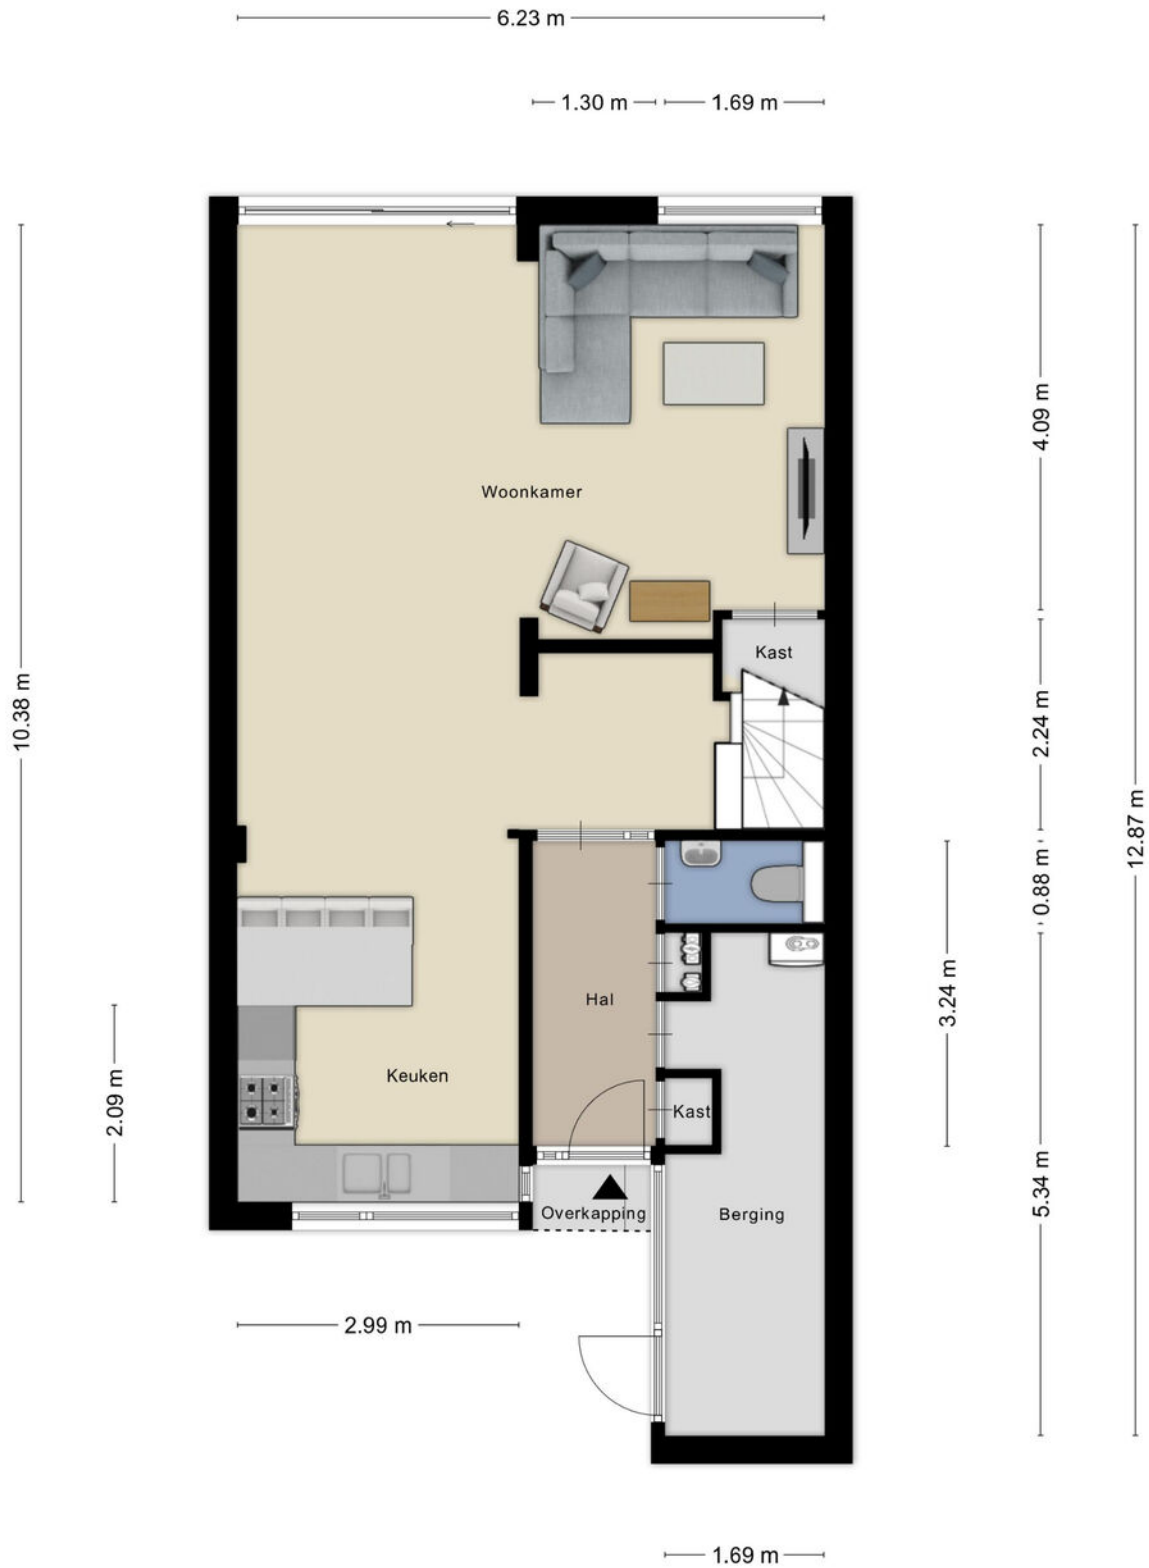 6.23 m
1.30 m
1.69 m
4.09 m
Woonkamer
Kast
10.38 m
2.24 m
12.87 m
0.88 m
3.24 m
Hal
Keuken
2.09 m
Kast
5.34 m
Overkapping
Berging
2.99 m
1.69 m